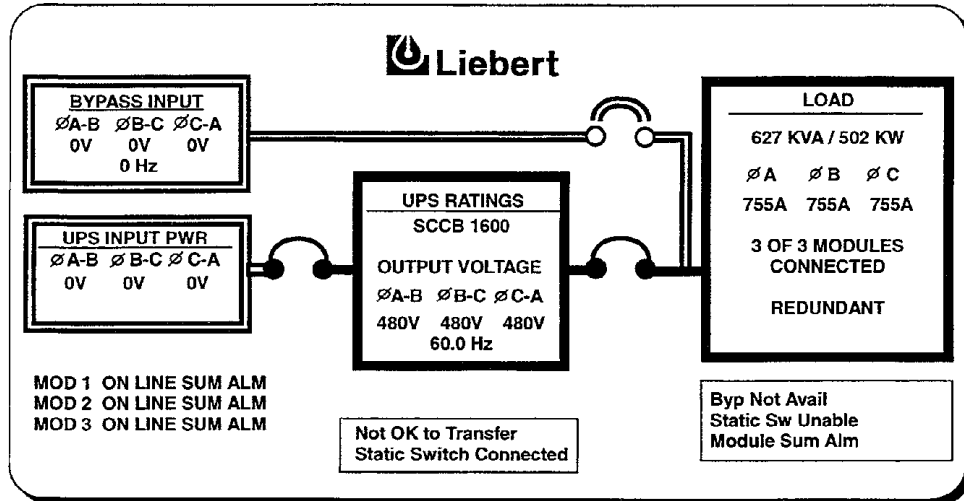 Liebert
BYPASS INPUT
ØA-B ØB-C ØC-A
0V 0V 0V
0 Hz
UPS INPUT PWR
ØA-B ØB-C ØC-A
0V 0V 0V
UPS RATINGS
SCCB 1600
OUTPUT VOLTAGE
ØA-B ØB-C ØC-A
480V 480V 480V
60.0 Hz
LOAD
627 KVA / 502 KW
Ø A Ø B Ø C
755A 755A 755A
3 OF 3 MODULES
CONNECTED
REDUNDANT
MOD 1 ON LINE SUM ALM
MOD 2 ON LINE SUM ALM
MOD 3 ON LINE SUM ALM
Not OK to Transfer
Static Switch Connected
Byp Not Avail
Static Sw Unable
Module Sum Alm